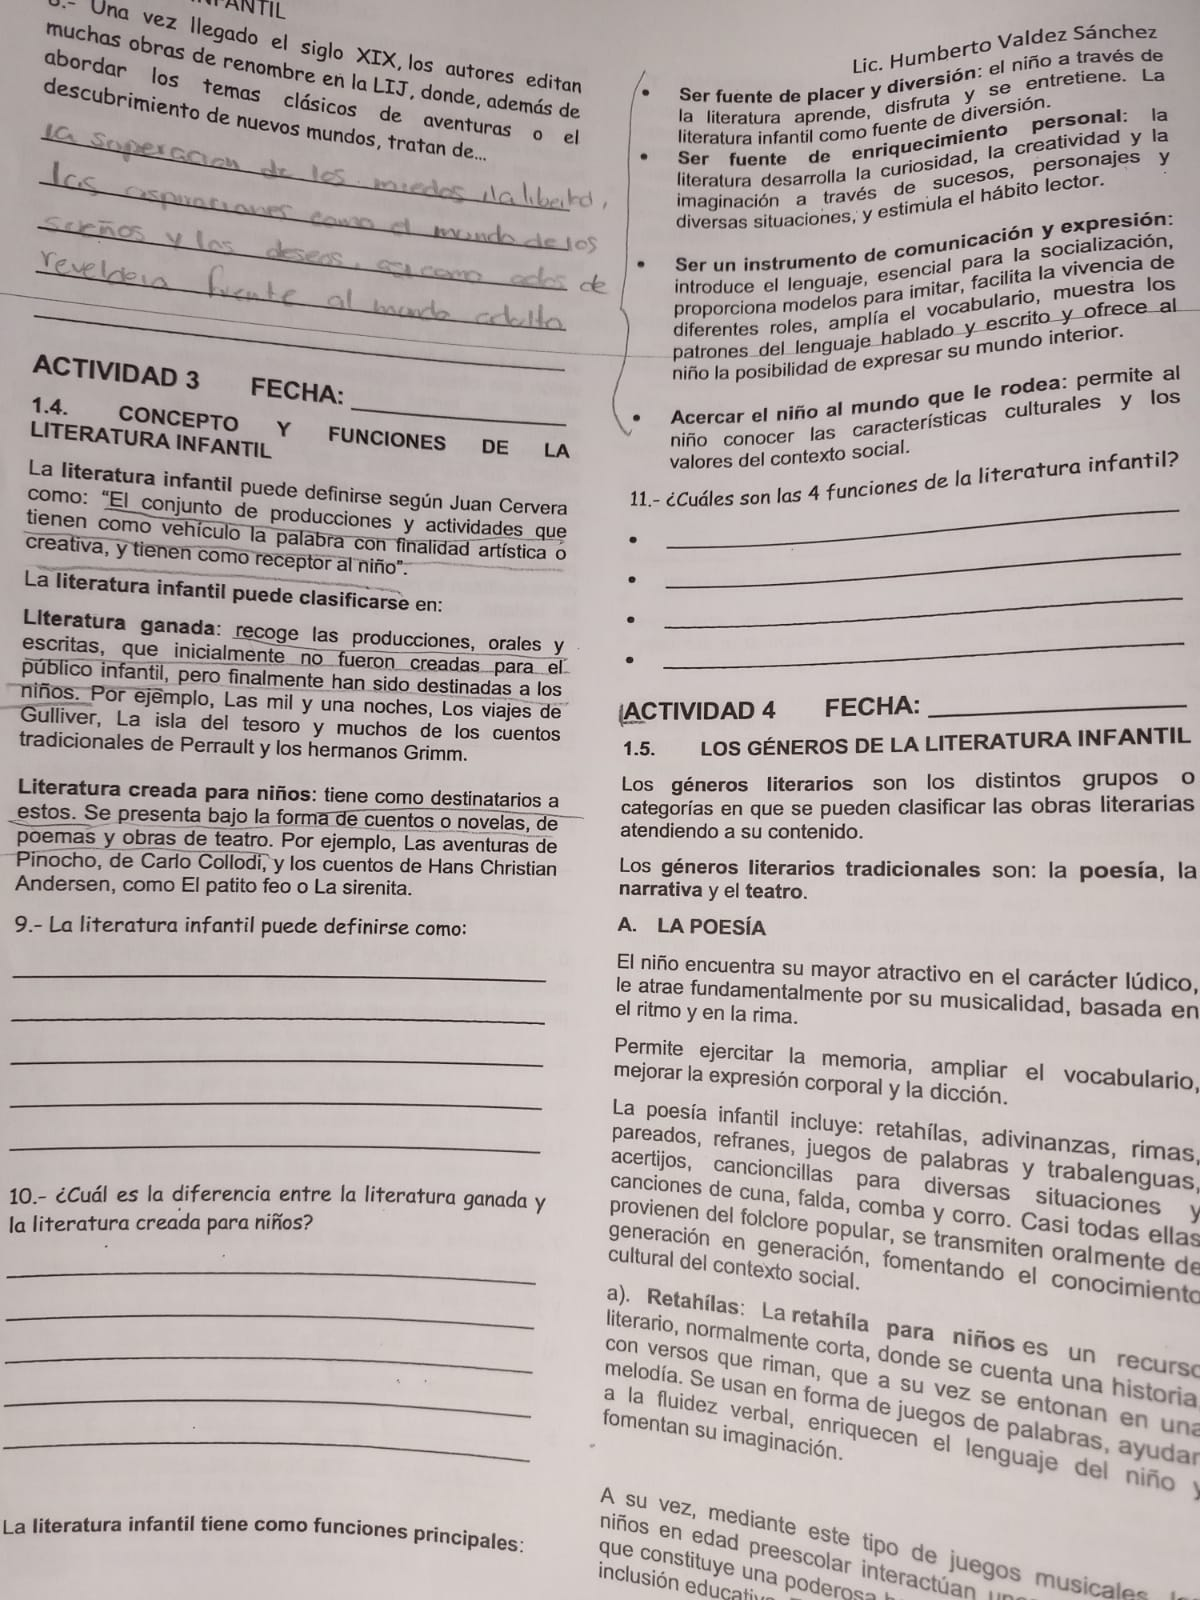 8.- Una vez llegado el siglo XIX, los autores editan
muchas obras de renombre en la LIJ, donde, además de
abordar los temas clásicos de aventuras o el
descubrimiento de nuevos mundos, tratan de...
la superacion de los miedos, la libertd,
las aspiraciones como el mundo de los
sueños y los deseos, asi como ados de
reveldera frente al mundo adulto
ACTIVIDAD 3 FECHA:
1.4. CONCEPTO Y FUNCIONES DE LA
LITERATURA INFANTIL
La literatura infantil puede definirse según Juan Cervera
como: "El conjunto de producciones y actividades que
tienen como vehículo la palabra con finalidad artística o
creativa, y tienen como receptor al niño".
La literatura infantil puede clasificarse en:
Literatura ganada: recoge las producciones, orales y
escritas, que inicialmente no fueron creadas para el
público infantil, pero finalmente han sido destinadas a los
niños. Por ejemplo, Las mil y una noches, Los viajes de
Gulliver, La isla del tesoro y muchos de los cuentos
tradicionales de Perrault y los hermanos Grimm.
Literatura creada para niños: tiene como destinatarios a
estos. Se presenta bajo la forma de cuentos o novelas, de
poemas y obras de teatro. Por ejemplo, Las aventuras de
Pinocho, de Carlo Collodi, y los cuentos de Hans Christian
Andersen, como El patito feo o La sirenita.
9.- La literatura infantil puede definirse como:
10.- ¿Cuál es la diferencia entre la literatura ganada y
la literatura creada para niños?
La literatura infantil tiene como funciones principales:
Lic. Humberto Valdez Sánchez
• Ser fuente de placer y diversión: el niño a través de
la literatura aprende, disfruta y se entretiene. La
literatura infantil como fuente de diversión.
• Ser fuente de enriquecimiento personal: la
literatura desarrolla la curiosidad, la creatividad y la
imaginación a través de sucesos, personajes y
diversas situaciones, y estimula el hábito lector.
• Ser un instrumento de comunicación y expresión:
introduce el lenguaje, esencial para la socialización,
proporciona modelos para imitar, facilita la vivencia de
diferentes roles, amplía el vocabulario, muestra los
patrones del lenguaje hablado y escrito y ofrece al
niño la posibilidad de expresar su mundo interior.
• Acercar el niño al mundo que le rodea: permite al
niño conocer las características culturales y los
valores del contexto social.
11.- ¿Cuáles son las 4 funciones de la literatura infantil?
•
•
•
•
ACTIVIDAD 4 FECHA:
1.5. LOS GÉNEROS DE LA LITERATURA INFANTIL
Los géneros literarios son los distintos grupos o
categorías en que se pueden clasificar las obras literarias
atendiendo a su contenido.
Los géneros literarios tradicionales son: la poesía, la
narrativa y el teatro.
A. LA POESÍA
El niño encuentra su mayor atractivo en el carácter lúdico,
le atrae fundamentalmente por su musicalidad, basada en
el ritmo y en la rima.
Permite ejercitar la memoria, ampliar el vocabulario,
mejorar la expresión corporal y la dicción.
La poesía infantil incluye: retahílas, adivinanzas, rimas,
pareados, refranes, juegos de palabras y trabalenguas,
acertijos, cancioncillas para diversas situaciones y
canciones de cuna, falda, comba y corro. Casi todas ellas
provienen del folclore popular, se transmiten oralmente de
generación en generación, fomentando el conocimiento
cultural del contexto social.
a). Retahílas: La retahíla para niños es un recurso
literario, normalmente corta, donde se cuenta una historia
con versos que riman, que a su vez se entonan en una
melodía. Se usan en forma de juegos de palabras, ayudan
a la fluidez verbal, enriquecen el lenguaje del niño y
fomentan su imaginación.
A su vez, mediante este tipo de juegos musicales
niños en edad preescolar interactúan
que constituye una poderosa
inclusión